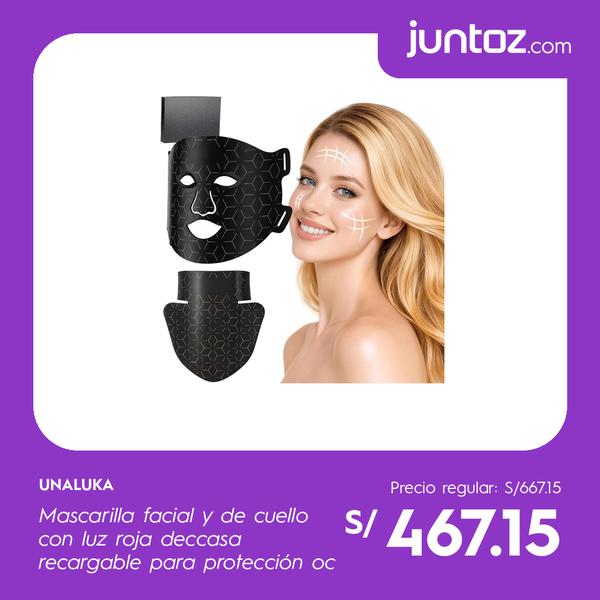 juntoz.com
UNALUKA
Mascarilla facial y de cuello
con luz roja deccasa
recargable para protección oc
Precio regular: S/667.15
S/ 467.15